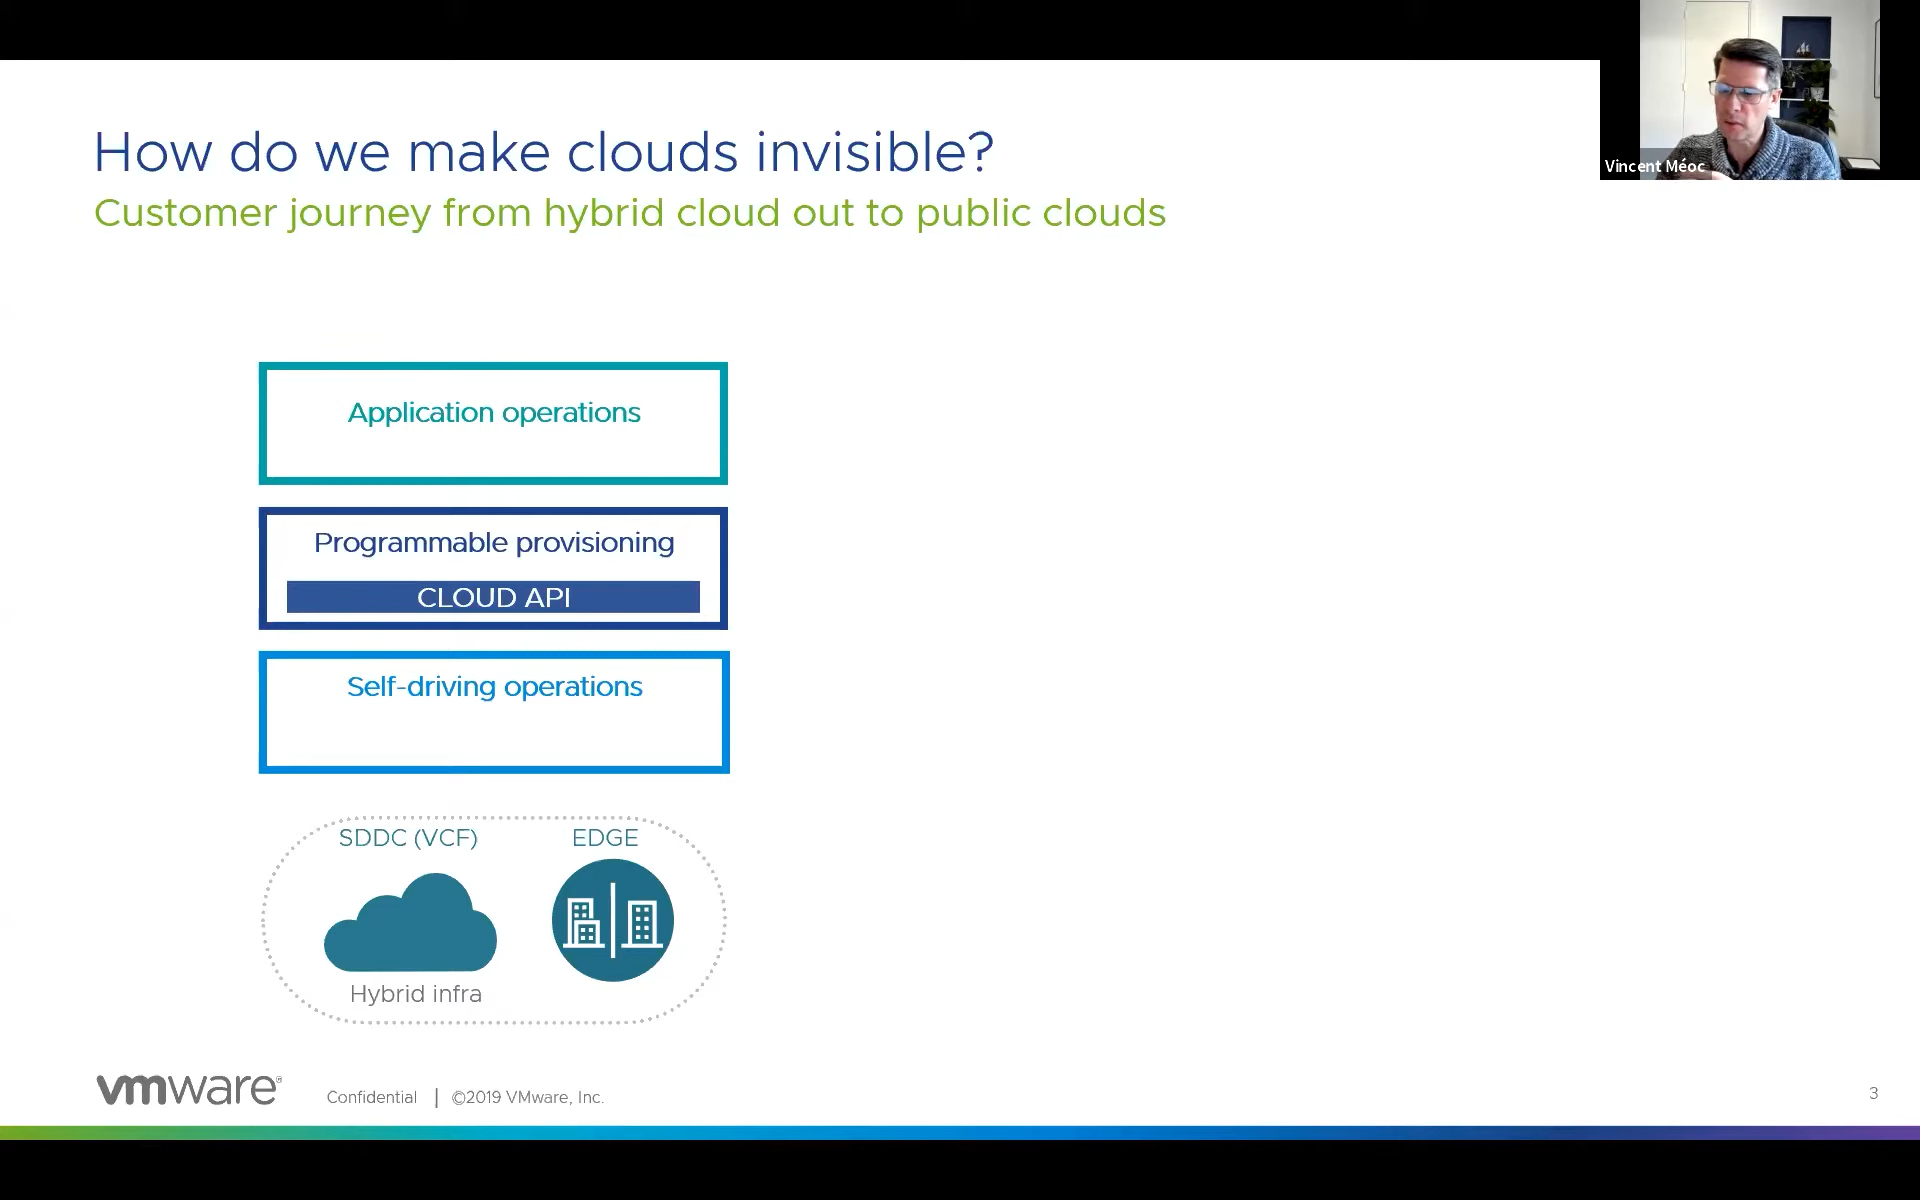 How do we make clouds invisible?
Customer journey from hybrid cloud out to public clouds
Vincent Méoc
Application operations
Programmable provisioning
CLOUD API
Self-driving operations
SDDC (VCF)
EDGE
Hybrid infra
vmware®
Confidential | ©2019 VMware, Inc.
3